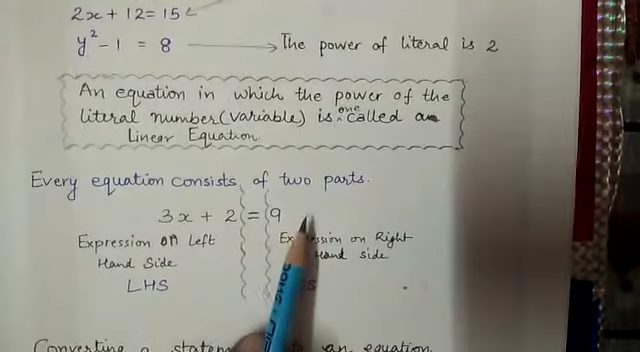 2x + 12 = 15
y² - 1 = 8 → The power of literal is 2
An equation in which the power of the
literal number (variable) is one called a
Linear Equation.
Every equation consists of two parts.
3x + 2 = 9
Expression on Left Hand Side
LHS
on Right Hand side
Converting a an equation